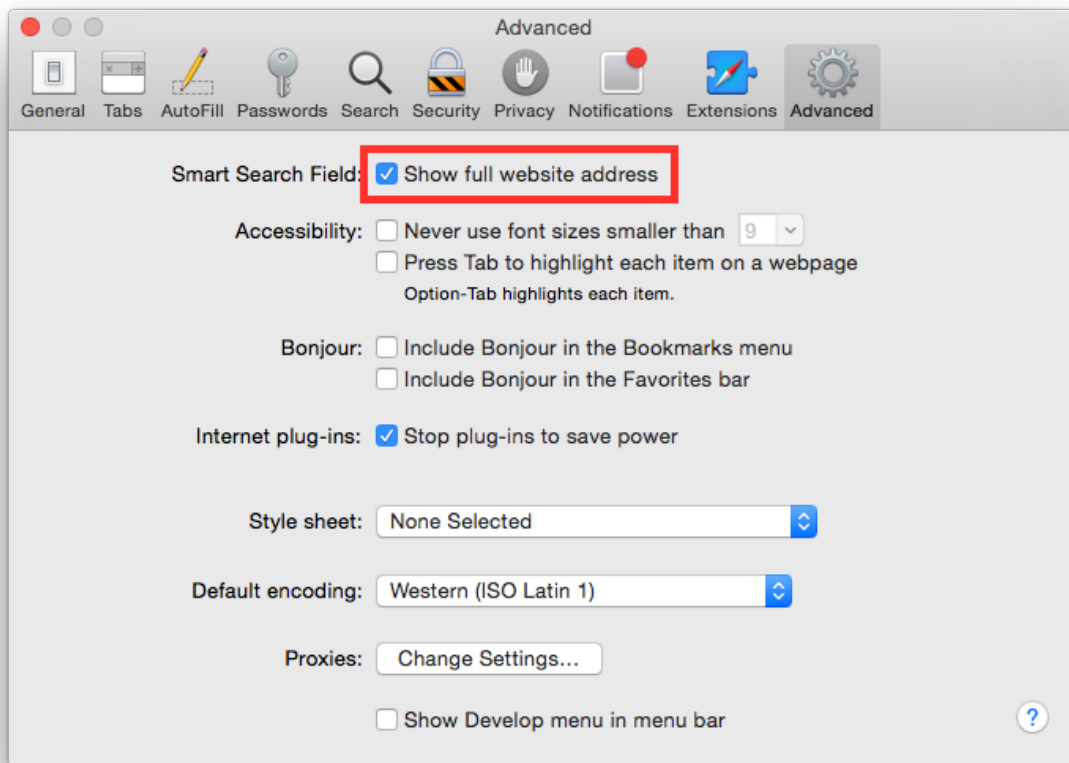 Advanced
General Tabs AutoFill Passwords Search Security Privacy Notifications Extensions Advanced
Smart Search Field: Show full website address
Accessibility: Never use font sizes smaller than 9
Press Tab to highlight each item on a webpage
Option-Tab highlights each item.
Bonjour: Include Bonjour in the Bookmarks menu
Include Bonjour in the Favorites bar
Internet plug-ins: Stop plug-ins to save power
Style sheet: None Selected
Default encoding: Western (ISO Latin 1)
Proxies: Change Settings...
Show Develop menu in menu bar
?